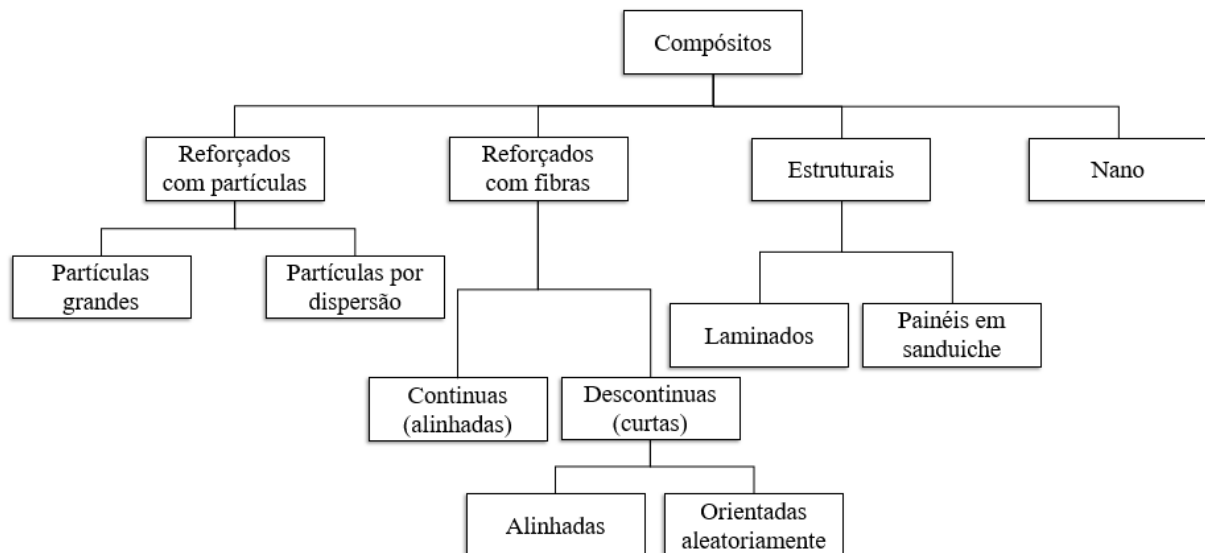 Compósitos
Reforçados
com partículas
Reforçados
com fibras
Estruturais
Nano
Partículas
grandes
Partículas por
dispersão
Laminados
Painéis em
sanduiche
Continuas
(alinhadas)
Descontinuas
(curtas)
Alinhadas
Orientadas
aleatoriamente